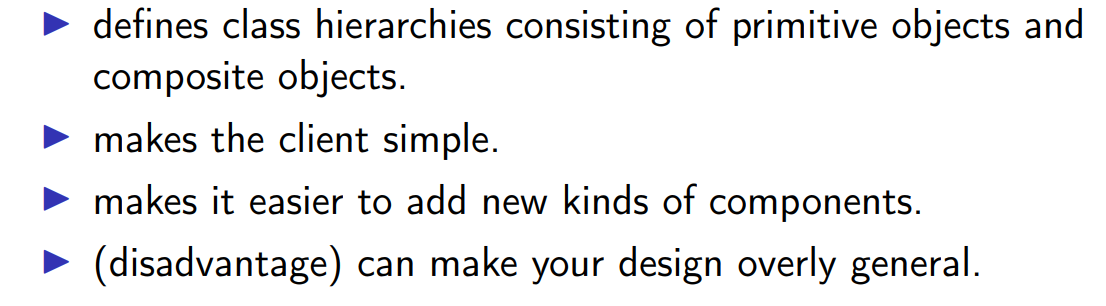 defines class hierarchies consisting of primitive objects and
composite objects.
makes the client simple.
makes it easier to add new kinds of components.
(disadvantage) can make your design overly general.